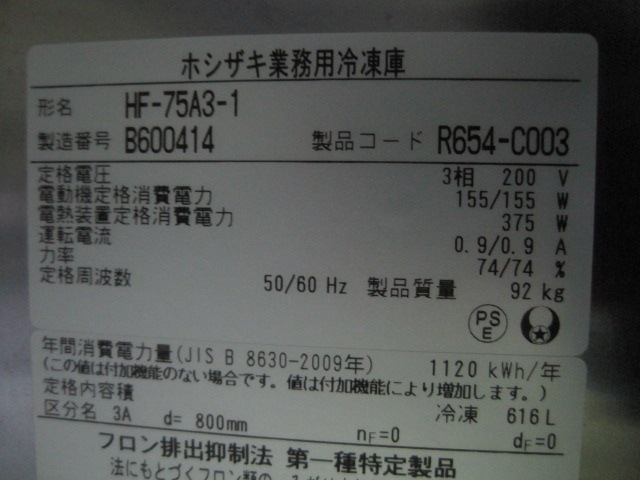 ホシザキ業務用冷凍庫
形名 HF-75A3-1
製造番号 B600414 製品コード R654-C003
定格電圧 3相 200 V
電動機定格消費電力 155/155 W
電熱装置定格消費電力 375 W
運転電流 0.9/0.9 A
力率 74/74 %
定格周波数 50/60 Hz 製品質量 92 kg
PS
E
年間消費電力量(JIS B 8630-2009年) 1120 kWh/年
(この値は付加機能のない場合です。値は付加機能により増加します。)
定格内容積 冷凍 616 L
区分名 3A d= 800mm nF=0 dF=0
フロン排出抑制法 第一種特定製品
法にもとづくフロン類の